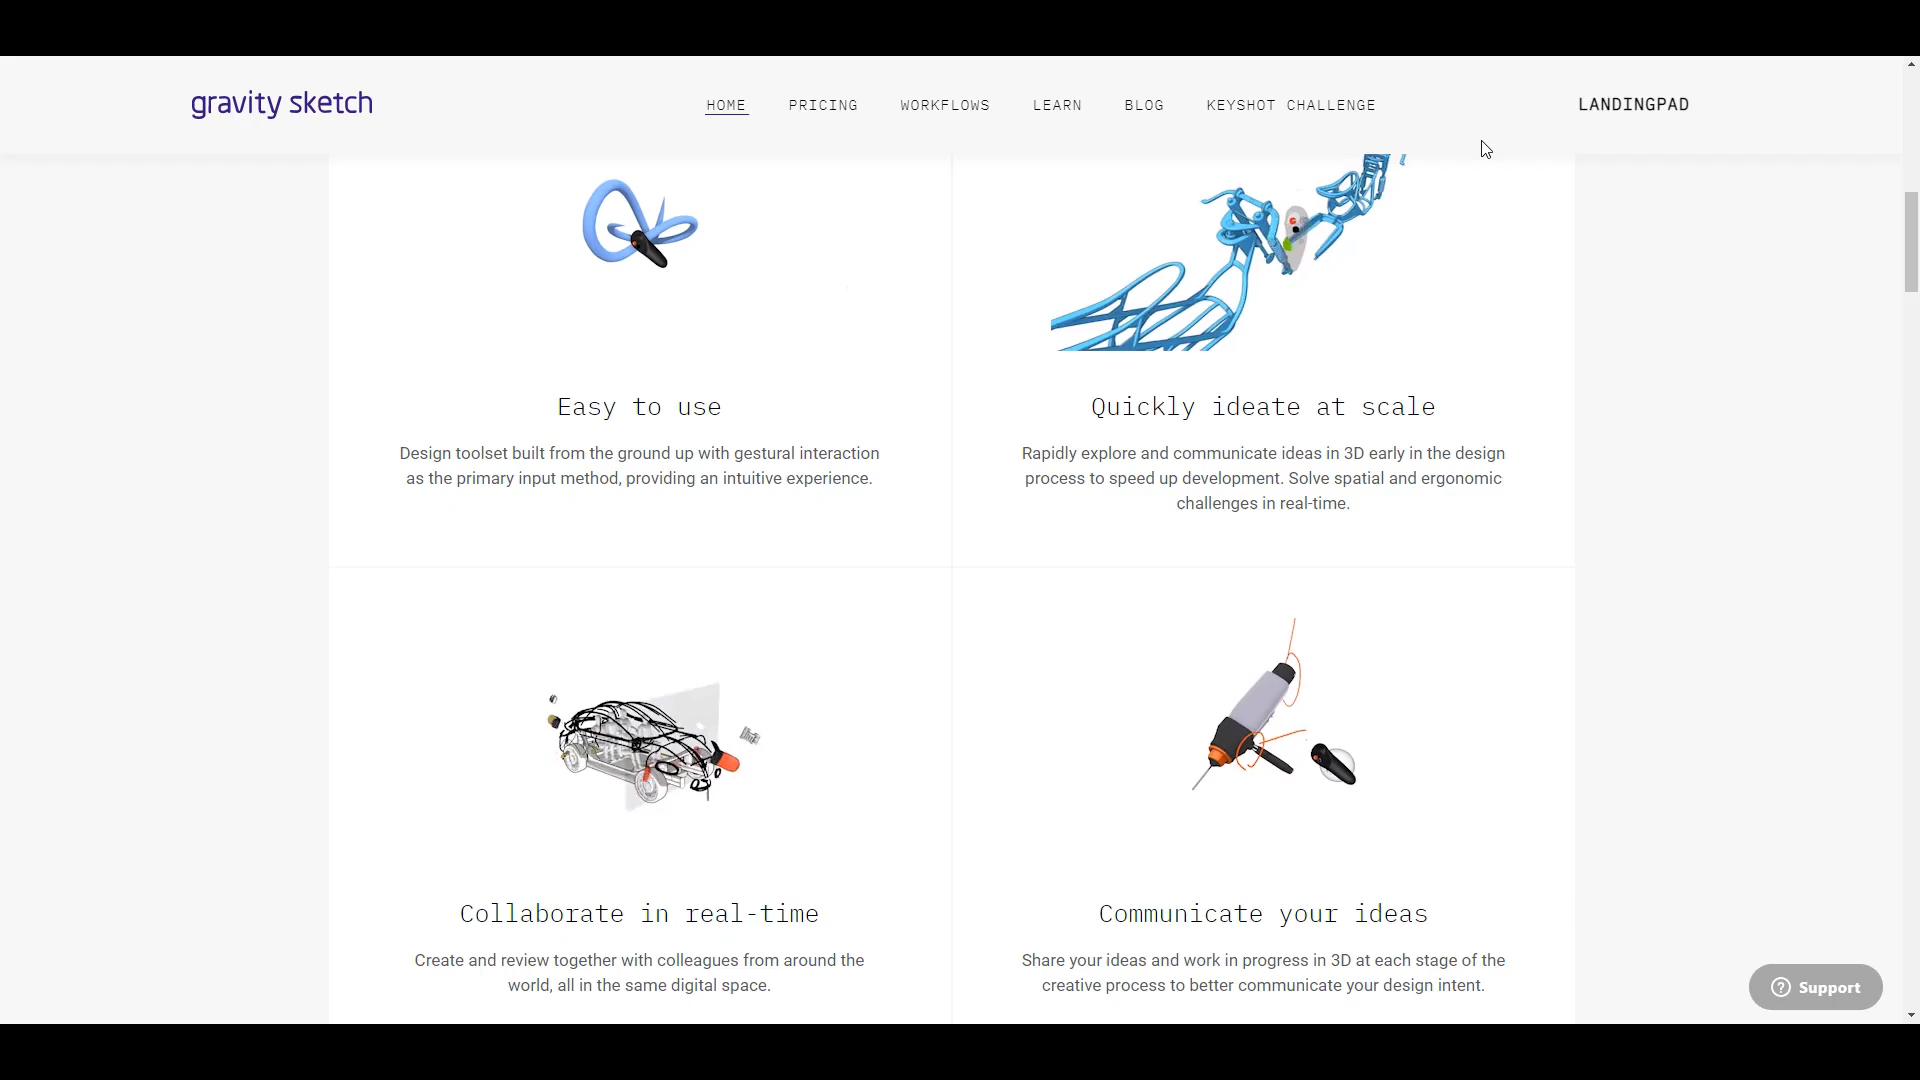 gravity sketch
HOME
PRICING
WORKFLOWS
LEARN
BLOG
KEYSHOT CHALLENGE
LANDINGPAD
Easy to use
Design toolset built from the ground up with gestural interaction
as the primary input method, providing an intuitive experience.
Quickly ideate at scale
Rapidly explore and communicate ideas in 3D early in the design
process to speed up development. Solve spatial and ergonomic
challenges in real-time.
Collaborate in real-time
Create and review together with colleagues from around the
world, all in the same digital space.
Communicate your ideas
Share your ideas and work in progress in 3D at each stage of the
creative process to better communicate your design intent.
? Support